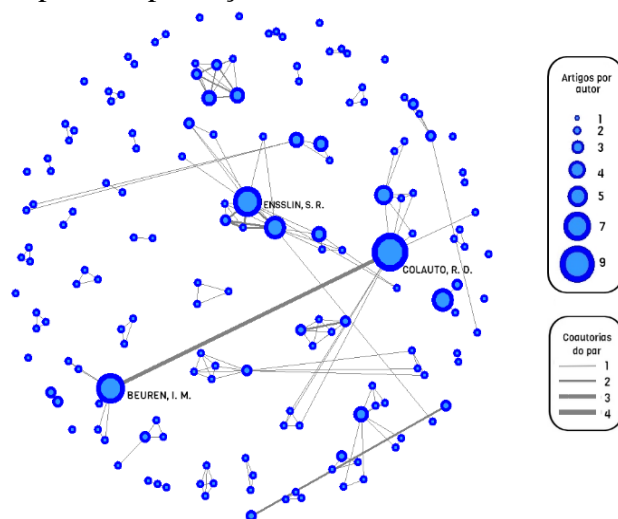 ENSSLIN, S. R.
COLAUTO, R. D.
BEUREN, I. M.
Artigos por
autor
1
2
3
4
5
7
9
Coautorias
do par
1
2
3
4